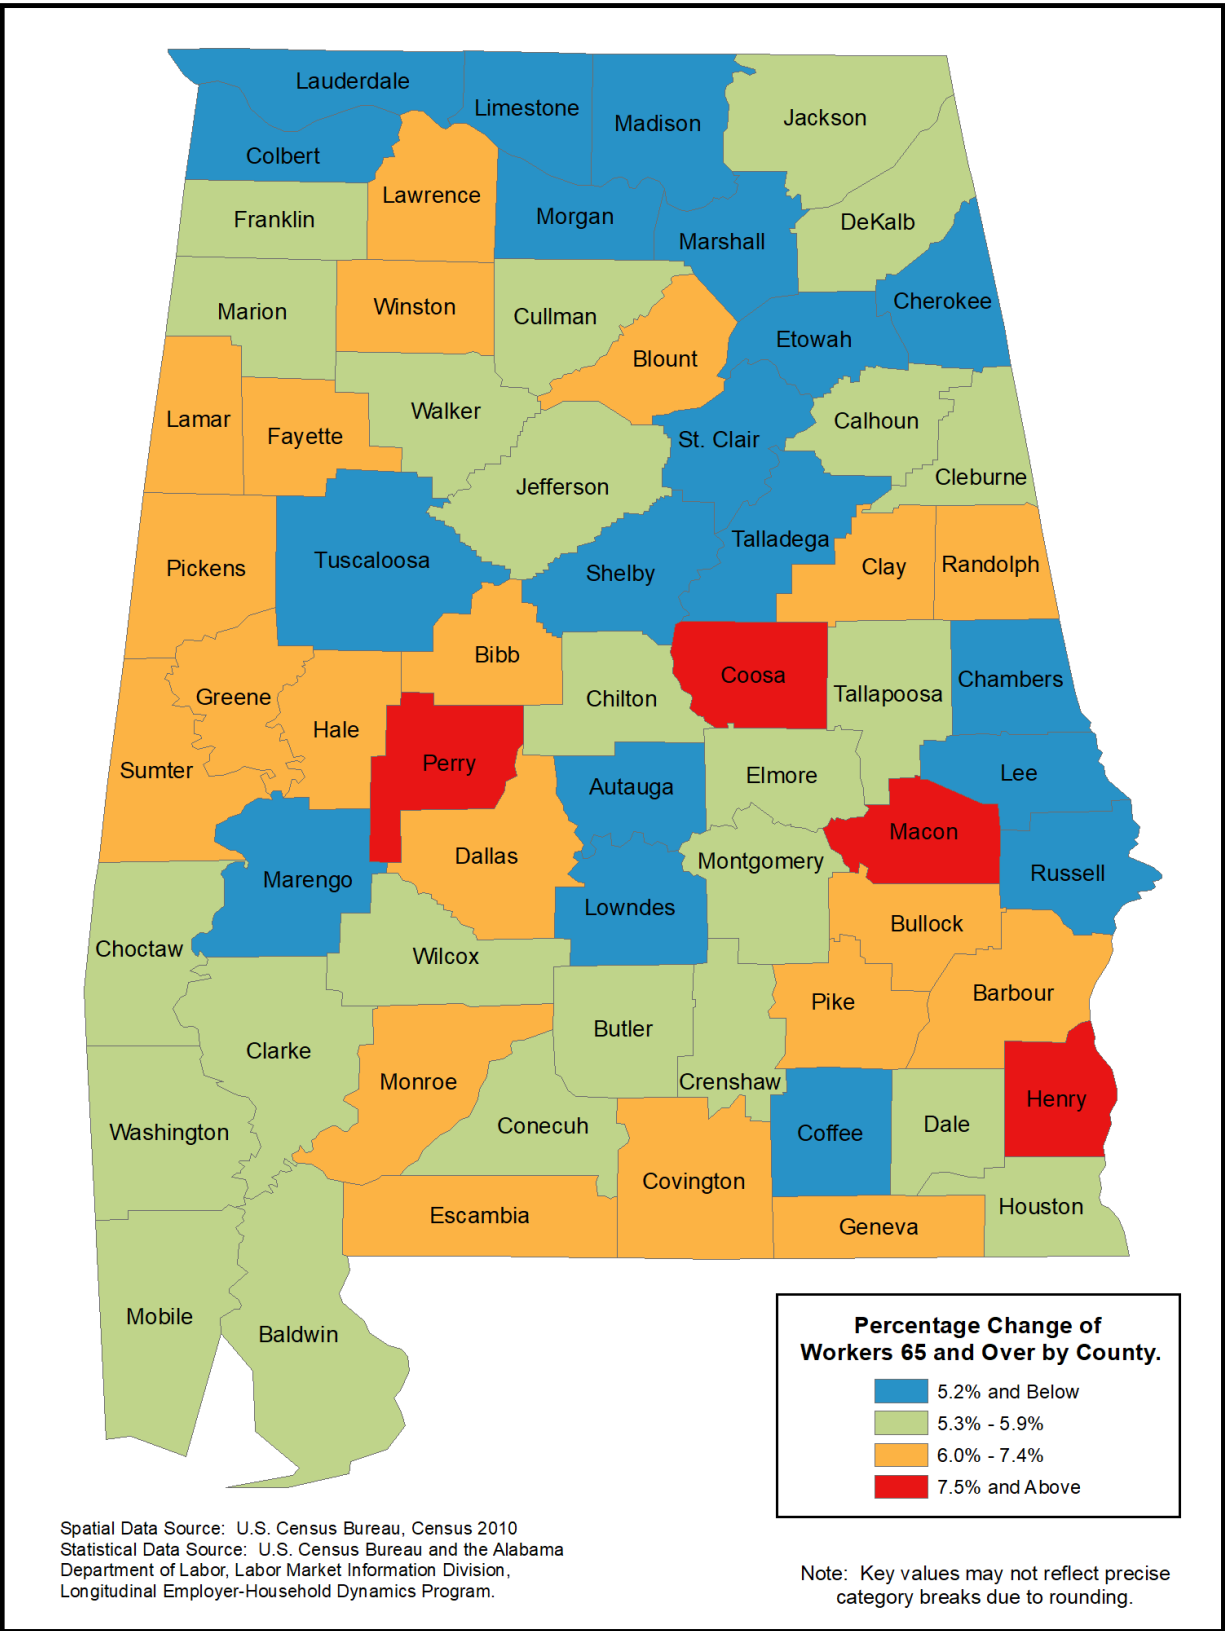 Lauderdale
Limestone
Madison
Jackson
Colbert
Lawrence
Franklin
Morgan
Marshall
DeKalb
Marion
Winston
Cullman
Cherokee
Etowah
Blount
Lamar
Fayette
Walker
St. Clair
Calhoun
Cleburne
Jefferson
Pickens
Tuscaloosa
Shelby
Talladega
Clay
Randolph
Bibb
Greene
Hale
Chilton
Coosa
Tallapoosa
Chambers
Sumter
Perry
Autauga
Elmore
Lee
Marengo
Dallas
Montgomery
Macon
Russell
Lowndes
Bullock
Choctaw
Wilcox
Pike
Barbour
Clarke
Butler
Monroe
Crenshaw
Henry
Washington
Conecuh
Coffee
Dale
Covington
Escambia
Geneva
Houston
Mobile
Baldwin
Percentage Change of
Workers 65 and Over by County.
5.2% and Below
5.3% - 5.9%
6.0% - 7.4%
7.5% and Above
Spatial Data Source: U.S. Census Bureau, Census 2010
Statistical Data Source: U.S. Census Bureau and the Alabama
Department of Labor, Labor Market Information Division,
Longitudinal Employer-Household Dynamics Program.
Note: Key values may not reflect precise
category breaks due to rounding.